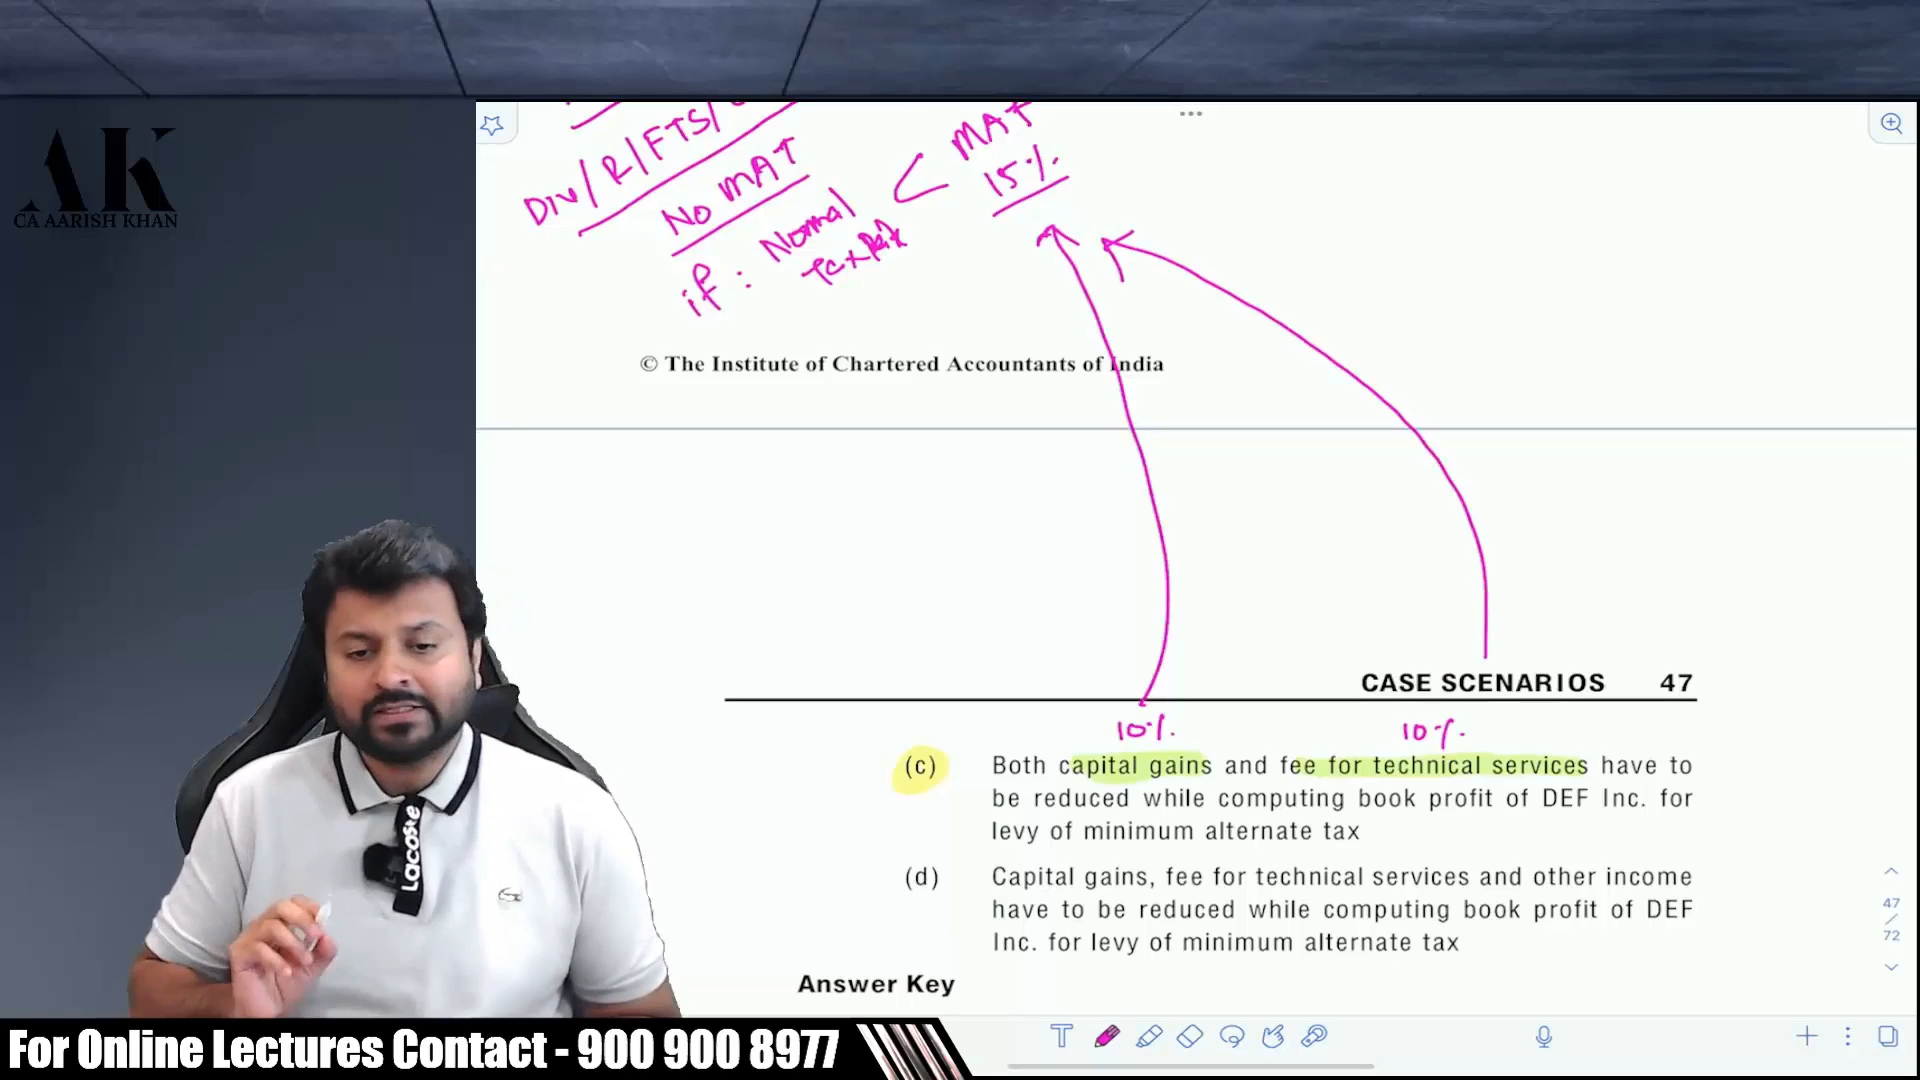 AK
CA AARISH KHAN
Div/R/FTS/
MAT
No MAT
15%
if : Normal
<
© The Institute of Chartered Accountants of India
CASE SCENARIOS 47
10% 10%
(c) Both capital gains and fee for technical services have to
be reduced while computing book profit of DEF Inc. for
levy of minimum alternate tax
(d) Capital gains, fee for technical services and other income
have to be reduced while computing book profit of DEF
Inc. for levy of minimum alternate tax
47
/
72
Answer Key
Lacoste
For Online Lectures Contact - 900 900 8977